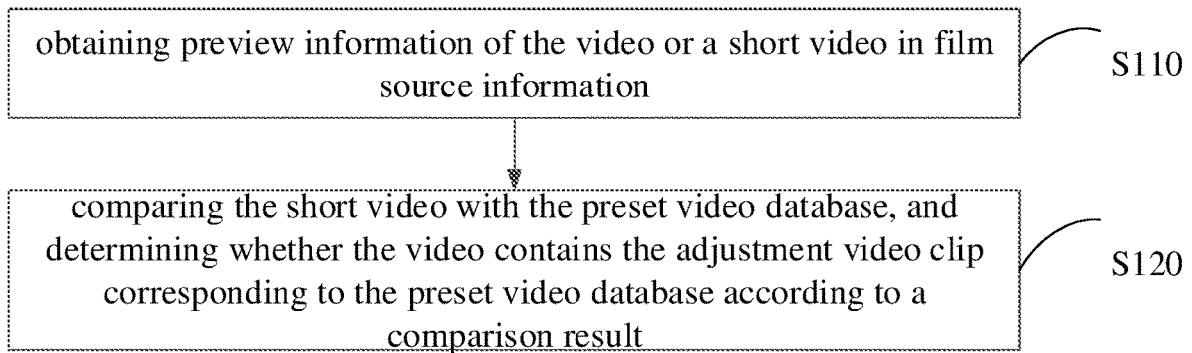 obtaining preview information of the video or a short video in film
source information
S110
comparing the short video with the preset video database, and
determining whether the video contains the adjustment video clip
corresponding to the preset video database according to a
comparison result
S120